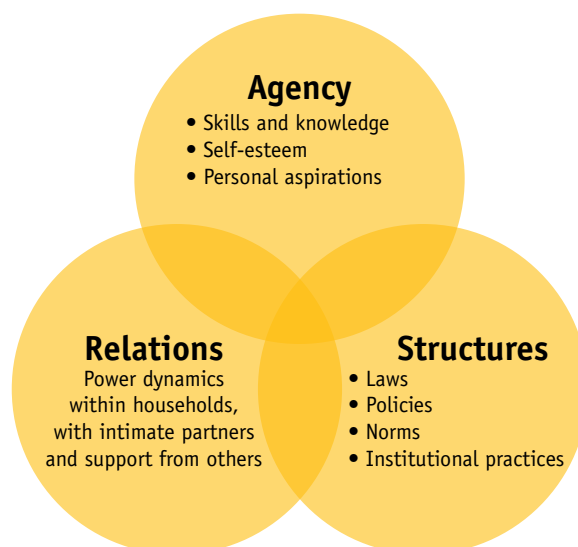 Agency
• Skills and knowledge
• Self-esteem
• Personal aspirations
Relations
Power dynamics
within households,
with intimate partners
and support from others
Structures
• Laws
• Policies
• Norms
• Institutional practices